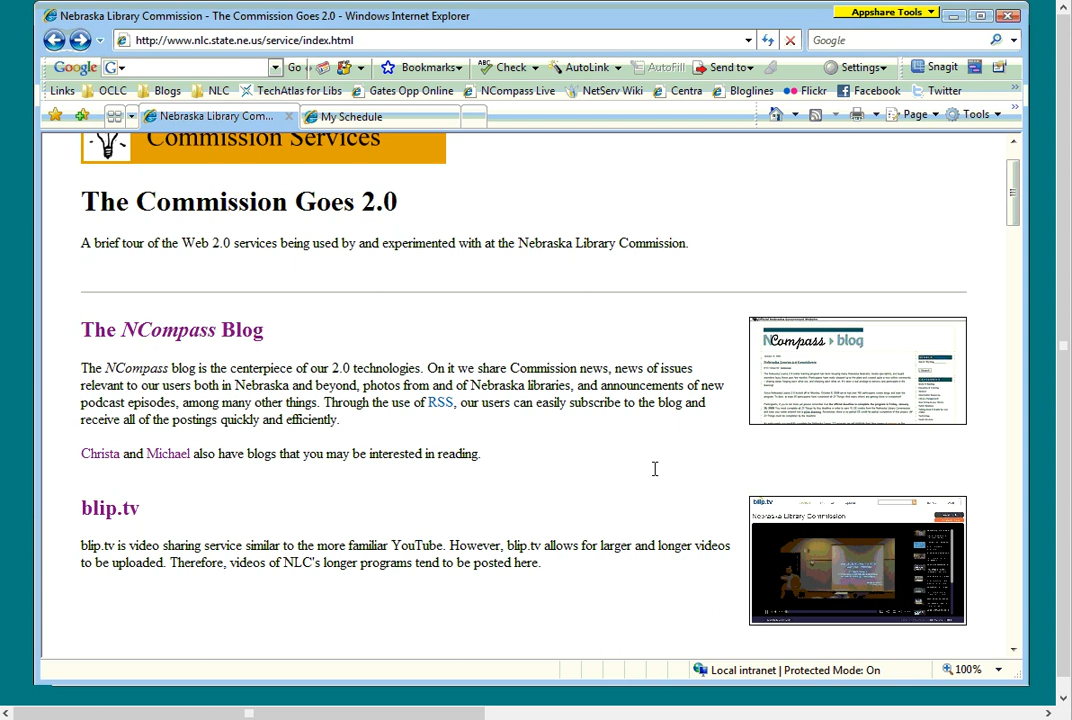 Nebraska Library Commission - The Commission Goes 2.0 - Windows Internet Explorer
Appshare Tools
http://www.nlc.state.ne.us/service/index.html
Google
Google
G
Go
Bookmarks
Check
AutoLink
AutoFill
Send to
Settings
Snagit
Links
OCLC
Blogs
NLC
TechAtlas for Libs
Gates Opp Online
NCompass Live
NetServ Wiki
Centra
Bloglines
Flickr
Facebook
Twitter
Nebraska Library Com...
My Schedule
Page
Tools
Commission Services
The Commission Goes 2.0
A brief tour of the Web 2.0 services being used by and experimented with at the Nebraska Library Commission.
The NCompass Blog
The NCompass blog is the centerpiece of our 2.0 technologies. On it we share Commission news, news of issues
relevant to our users both in Nebraska and beyond, photos from and of Nebraska libraries, and announcements of new
podcast episodes, among many other things. Through the use of RSS, our users can easily subscribe to the blog and
receive all of the postings quickly and efficiently.
Christa and Michael also have blogs that you may be interested in reading.
NCompass blog
blip.tv
blip.tv is video sharing service similar to the more familiar YouTube. However, blip.tv allows for larger and longer videos
to be uploaded. Therefore, videos of NLC's longer programs tend to be posted here.
blip.tv
Nebraska Library Commission
Local intranet | Protected Mode: On
100%